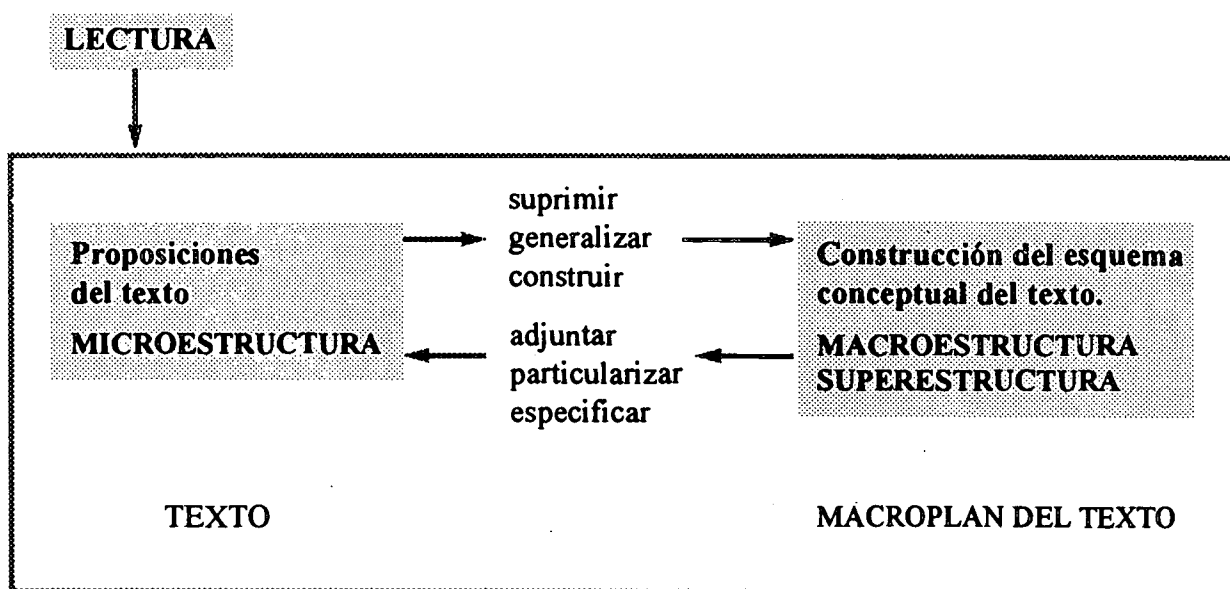 LECTURA
Proposiciones
del texto
MICROESTRUCTURA
suprimir
generalizar
construir
adjuntar
particularizar
especificar
Construcción del esquema
conceptual del texto.
MACROESTRUCTURA
SUPERESTRUCTURA
TEXTO
MACROPLAN DEL TEXTO